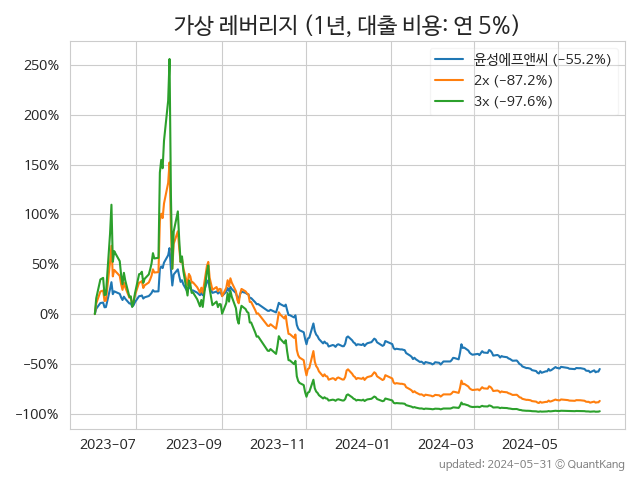 가상 레버리지 (1년, 대출 비용: 연 5%)
윤성에프앤씨 (−55.2%)
2x (−87.2%)
3x (−97.6%)
250%
200%
150%
100%
50%
0%
−50%
−100%
2023-07
2023-09
2023-11
2024-01
2024-03
2024-05
updated: 2024-05-31 © QuantKang